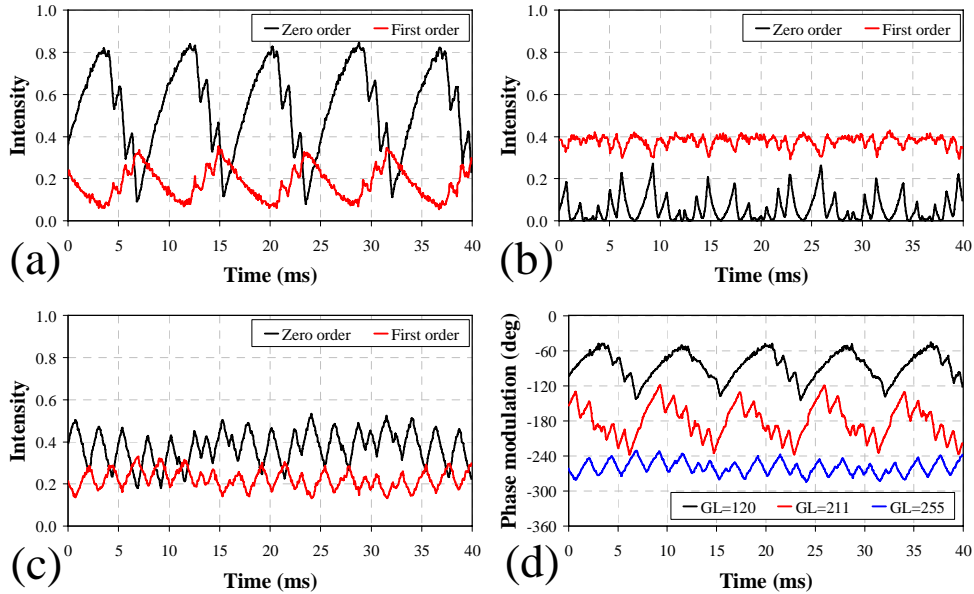 Zero order First order
1.0
0.8
0.6
0.4
0.2
0.0
Intensity
0 5 10 15 20 25 30 35 40
Time (ms)
(a)
Zero order First order
1.0
0.8
0.6
0.4
0.2
0.0
Intensity
0 5 10 15 20 25 30 35 40
Time (ms)
(b)
Zero order First order
1.0
0.8
0.6
0.4
0.2
0.0
Intensity
0 5 10 15 20 25 30 35 40
Time (ms)
(c)
0
-60
-120
-180
-240
-300
-360
Phase modulation (deg)
GL=120 GL=211 GL=255
0 5 10 15 20 25 30 35 40
Time (ms)
(d)